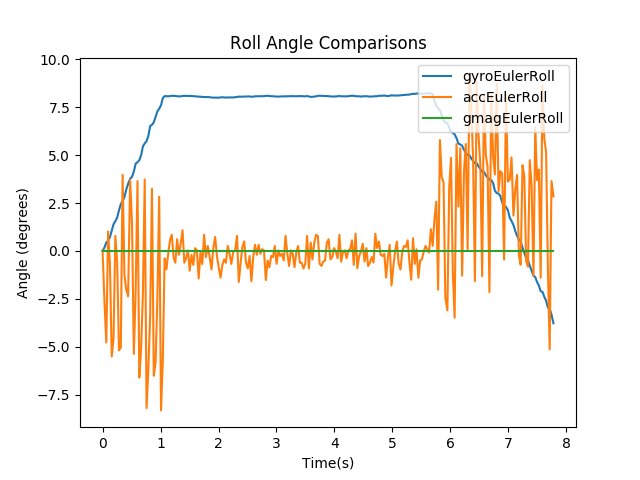 Roll Angle Comparisons
10.0
7.5
5.0
2.5
0.0
−2.5
−5.0
−7.5
Angle (degrees)
gyroEulerRoll
accEulerRoll
gmagEulerRoll
0 1 2 3 4 5 6 7 8
Time(s)